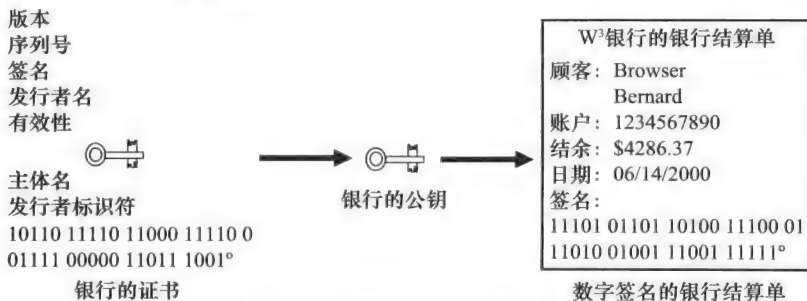 版本
序列号
签名
发行者名
有效性
主体名
发行者标识符
10110 11110 11000 11110 0
01111 00000 11011 1001º
银行的证书
银行的公钥
W³银行的银行结算单
顾客: Browser
Bernard
账户: 1234567890
结余: $4286.37
日期: 06/14/2000
签名:
11101 01101 10100 11100 01
11010 01001 11001 11111º
数字签名的银行结算单